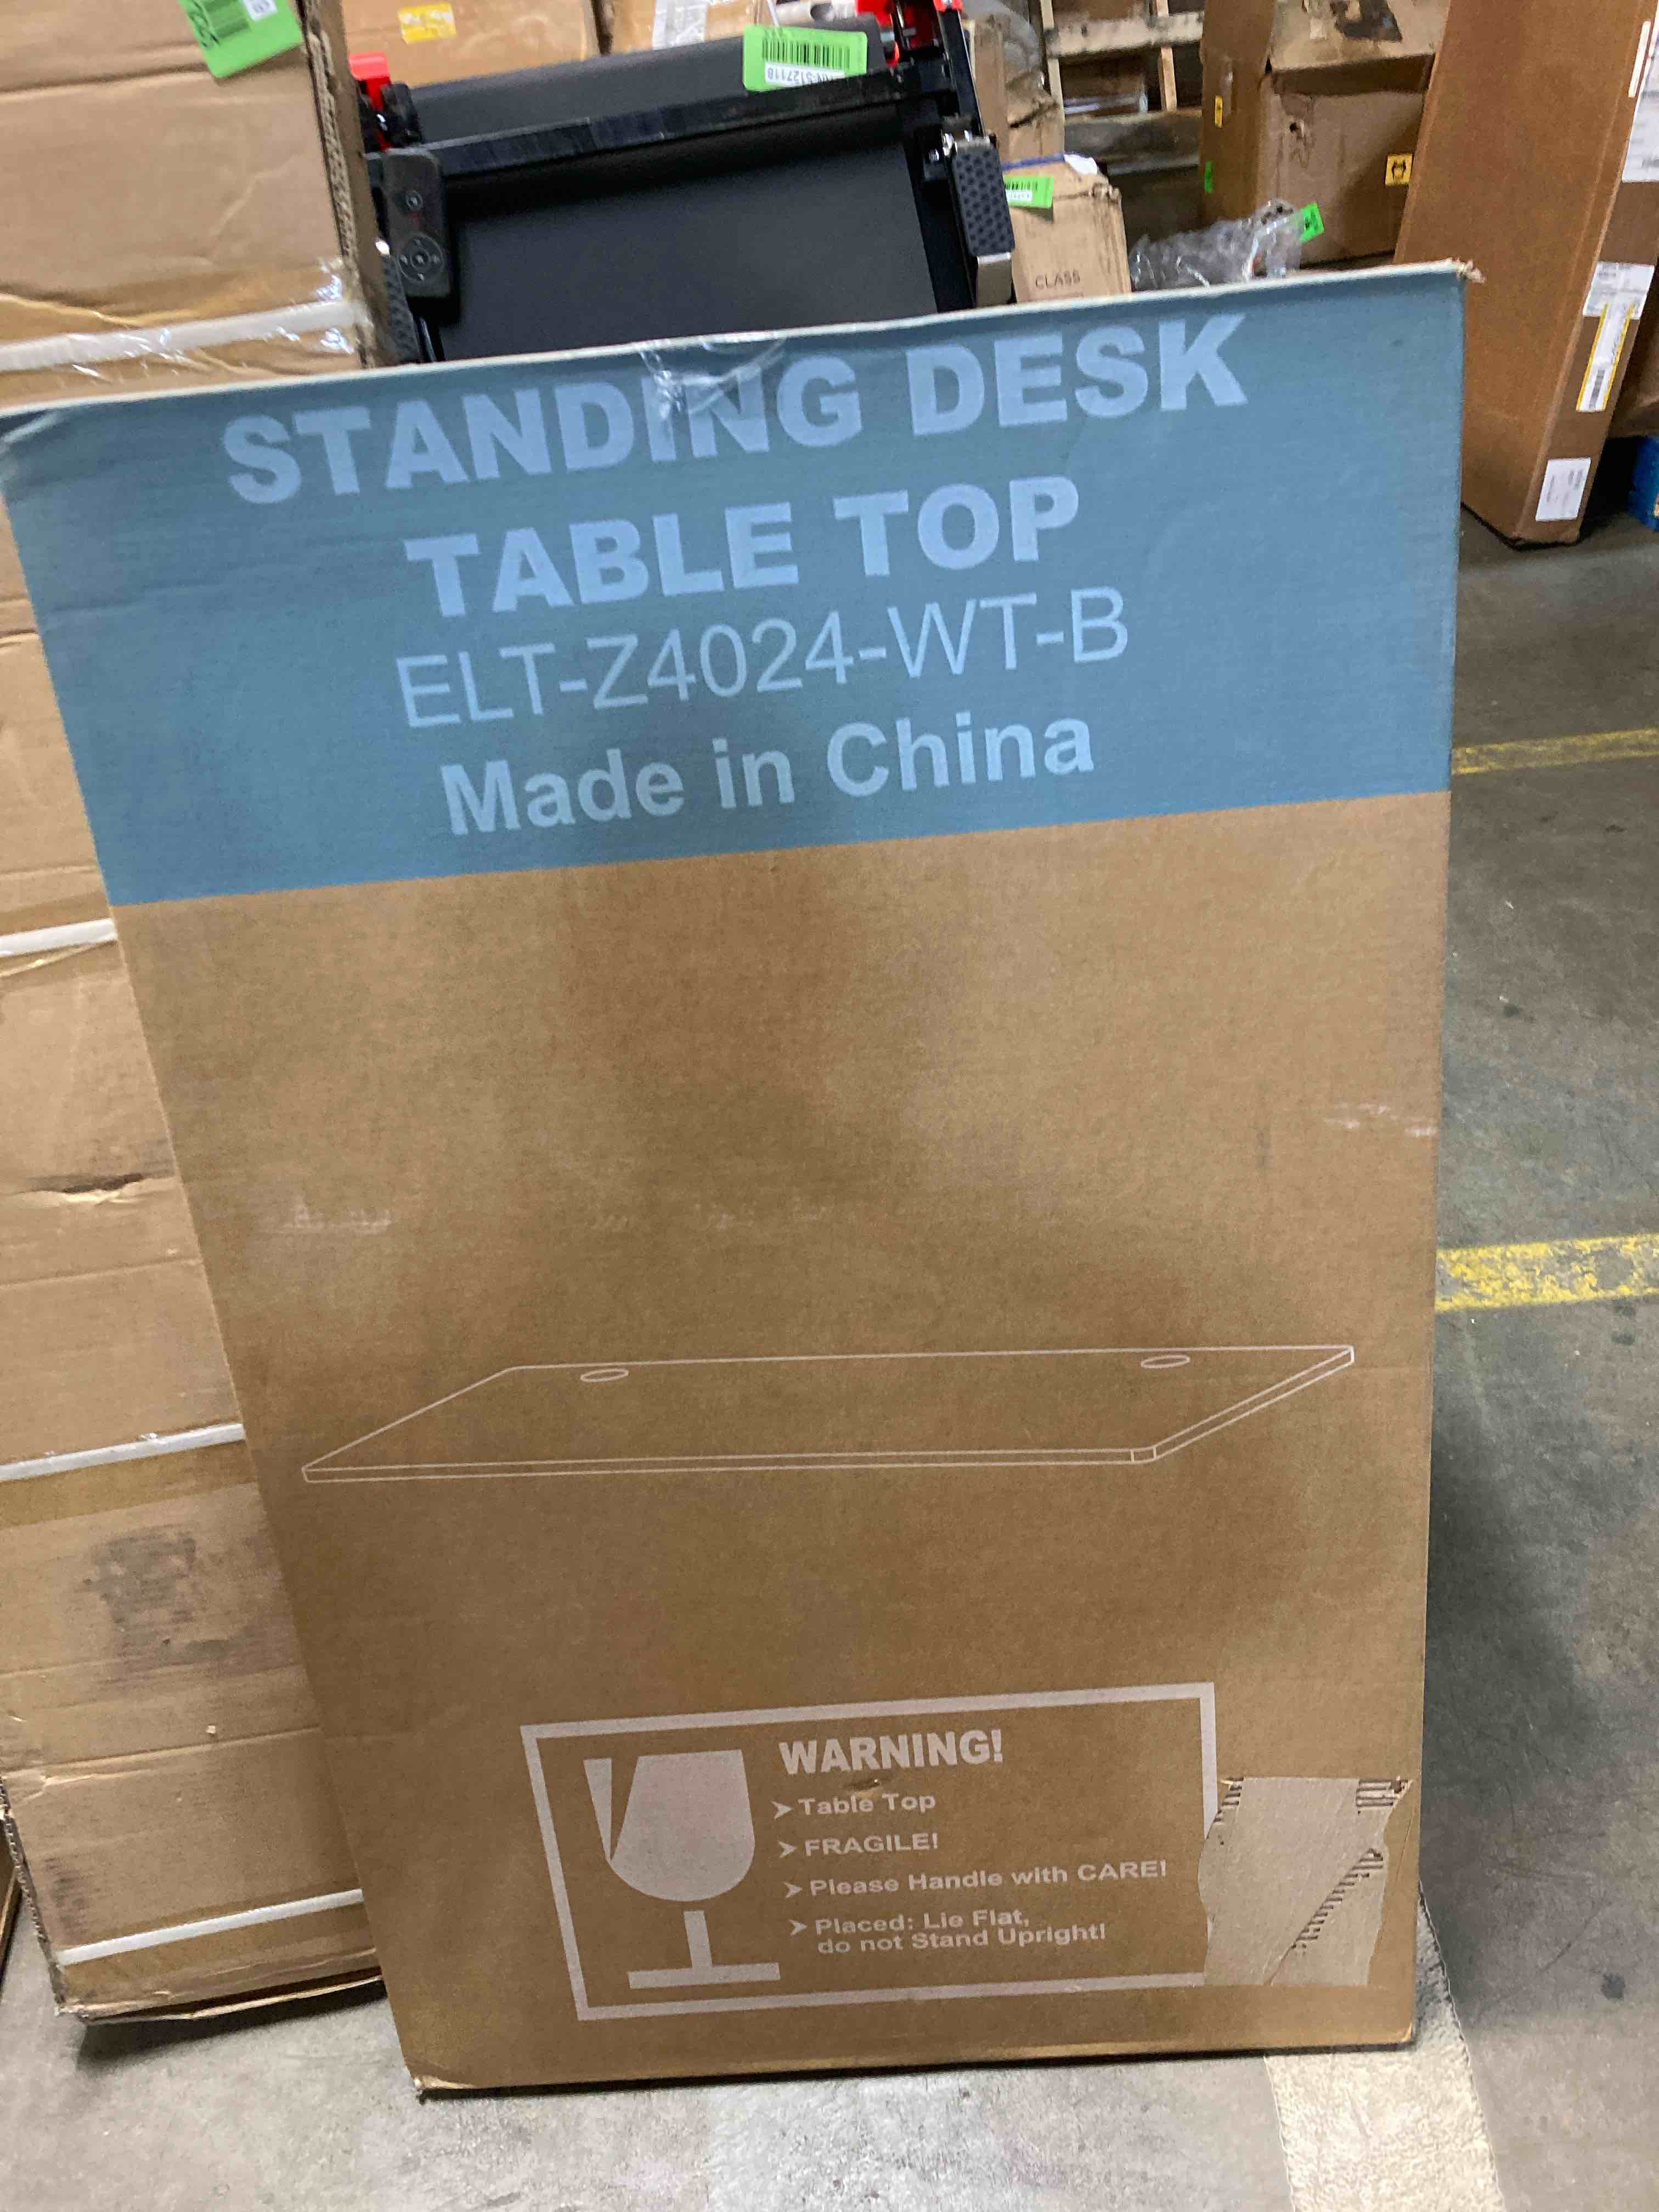 STANDING DESK
TABLE TOP
ELT-Z4024-WT-B
Made in China
WARNING!
➤ Table Top
➤ FRAGILE!
➤ Please Handle with CARE!
➤ Placed: Lie Flat,
do not Stand Upright!
CLASS